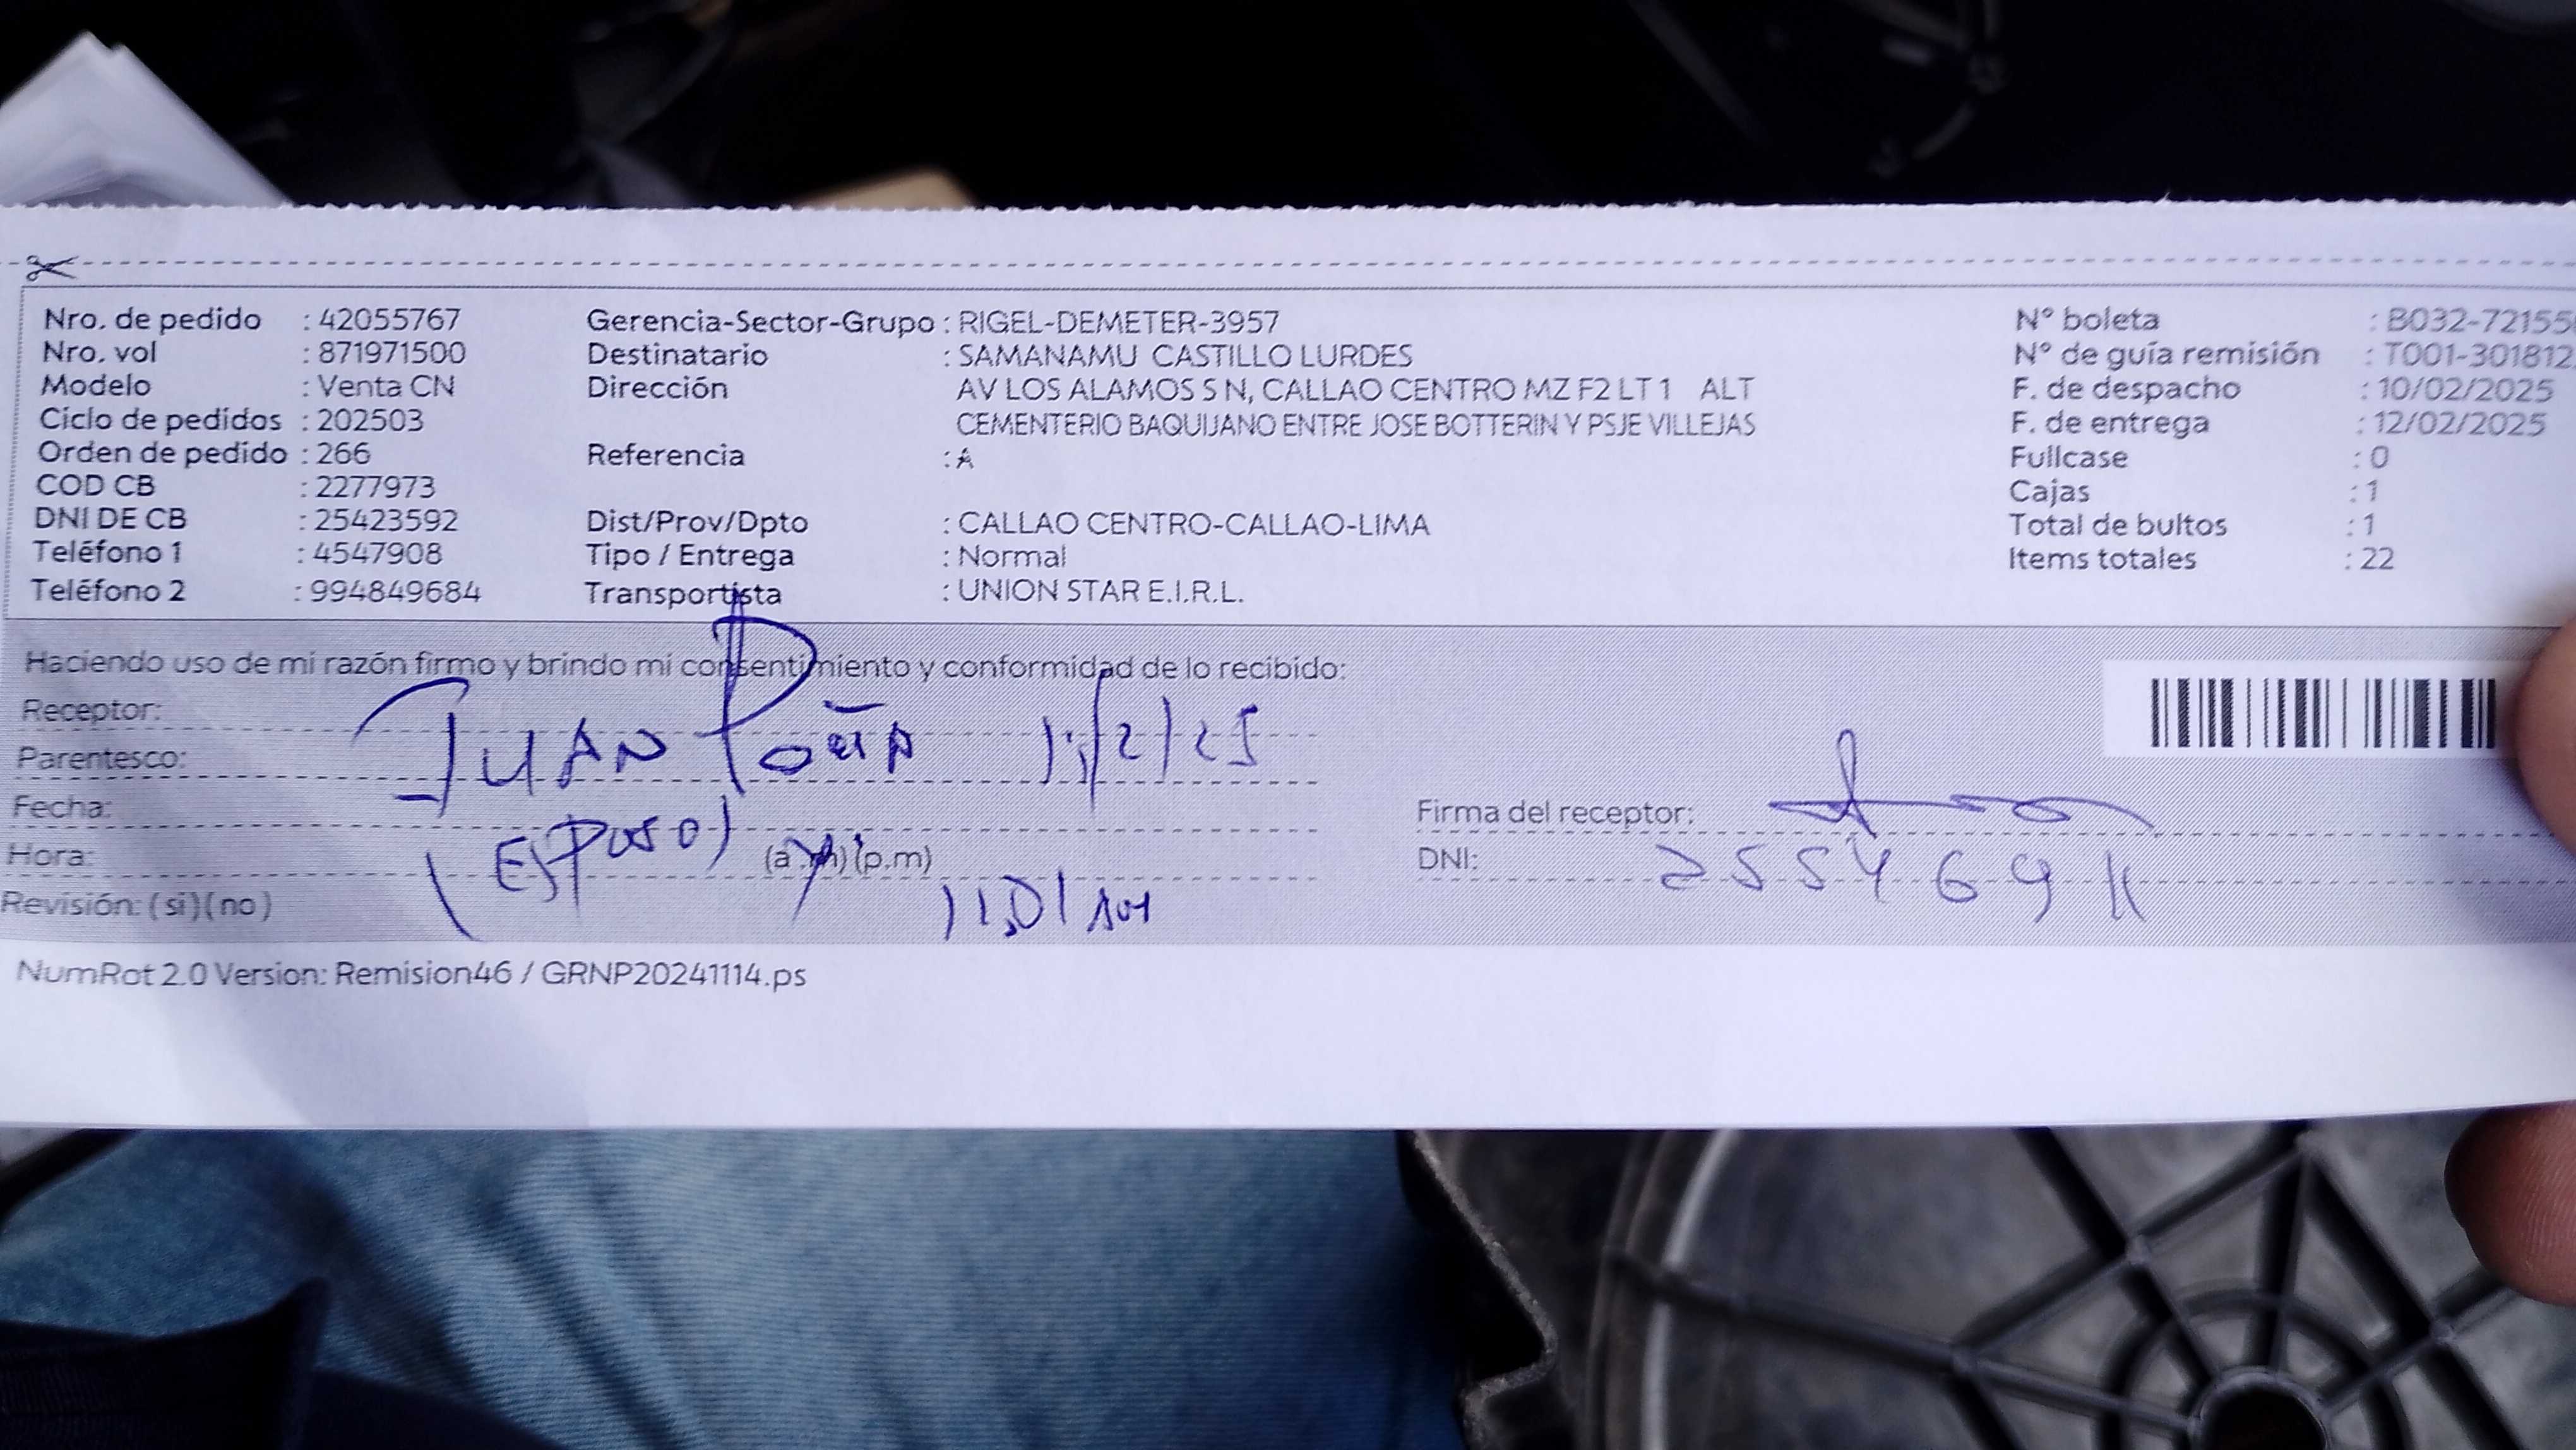 Nro. de pedido : 42055767
Nro. vol : 871971500
Modelo : Venta CN
Ciclo de pedidos : 202503
Orden de pedido : 266
COD CB : 2277973
DNI DE CB : 25423592
Teléfono 1 : 4547908
Teléfono 2 : 994849684
Gerencia-Sector-Grupo : RIGEL-DEMETER-3957
Destinatario : SAMANAMU CASTILLO LURDES
Dirección AV LOS ALAMOS S N, CALLAO CENTRO MZ F2 LT 1 ALT
CEMENTERIO BAQUIJANO ENTRE JOSE BOTTERIN Y PSJE VILLEJAS
Referencia : A
Dist/Prov/Dpto : CALLAO CENTRO-CALLAO-LIMA
Tipo / Entrega : Normal
Transportista : UNION STAR E.I.R.L.
N° boleta : B032-72155
N° de guía remisión : T001-301812
F. de despacho : 10/02/2025
F. de entrega : 12/02/2025
Fullcase : 0
Cajas : 1
Total de bultos : 1
Items totales : 22
Haciendo uso de mi razón firmo y brindo mi consentimiento y conformidad de lo recibido:
Receptor:
Parentesco: JUAN
Fecha:
(ESPOSO)
Hora: (a.m)(p.m)
Revisión: (si)(no)
Firma del receptor:
DNI: 25546911
NumRot 2.0 Version: Remision46 / GRNP20241114.ps